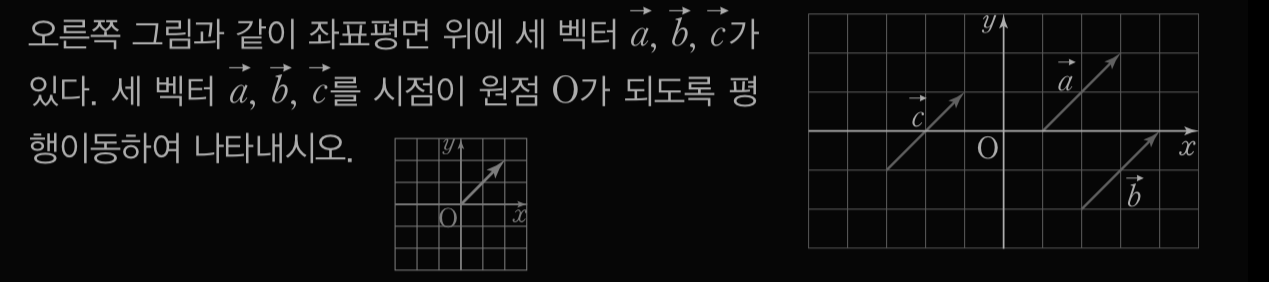 오른쪽 그림과 같이 좌표평면 위에 세 벡터 $\vec{a}$, $\vec{b}$, $\vec{c}$가
있다. 세 벡터 $\vec{a}$, $\vec{b}$, $\vec{c}$를 시점이 원점 O가 되도록 평
행이동하여 나타내시오.
y
O
x
y
$\vec{a}$
$\vec{c}$
O
x
$\vec{b}$